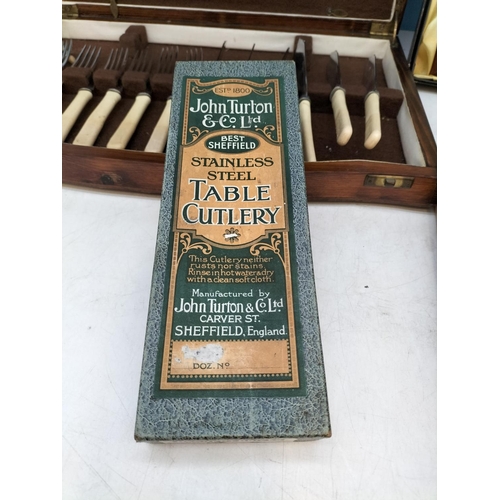 ESTD 1800
John Turton
& Co. Ltd
BEST
SHEFFIELD
STAINLESS
STEEL
TABLE
CUTLERY
This Cutlery neither
rusts nor stains.
Rinse in hot water & dry
with a clean soft cloth.
Manufactured by
John Turton & Co. Ltd
CARVER ST.
SHEFFIELD, England.
DOZ. No.